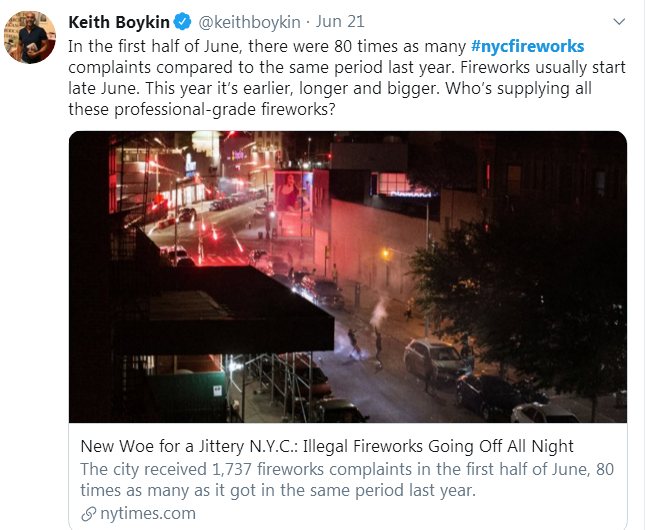 Keith Boykin @keithboykin · Jun 21
In the first half of June, there were 80 times as many #nycfireworks
complaints compared to the same period last year. Fireworks usually start
late June. This year it's earlier, longer and bigger. Who's supplying all
these professional-grade fireworks?
New Woe for a Jittery N.Y.C.: Illegal Fireworks Going Off All Night
The city received 1,737 fireworks complaints in the first half of June, 80
times as many as it got in the same period last year.
nytimes.com